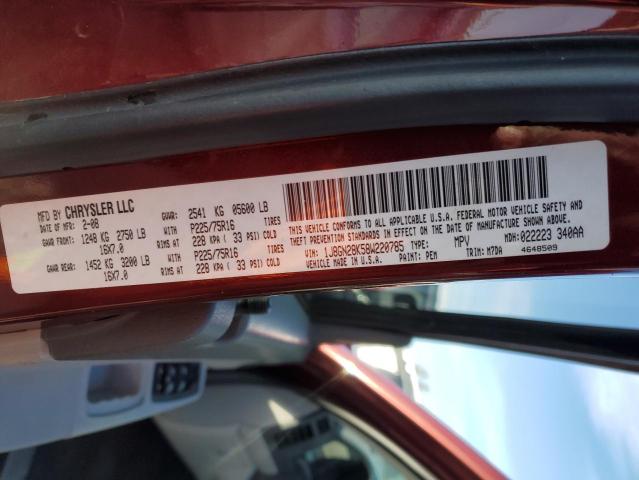 MFD BY CHRYSLER LLC
DATE OF MFR: 2-08 GVWR: 2541 KG 05600 LB
GAWR FRONT 1248 KG 2750 LB WITH P225/75R16 TIRES
16X7.0 RIMS AT 228 KPA ( 33 PSI COLD )
GAWR REAR 1452 KG 3200 LB WITH P225/75R16 TIRES
16X7.0 RIMS AT 228 KPA ( 33 PSI COLD )
THIS VEHICLE CONFORMS TO ALL APPLICABLE U.S.A. FEDERAL MOTOR VEHICLE SAFETY AND
THEFT PREVENTION STANDARDS IN EFFECT ON THE DATE OF MANUFACTURE SHOWN ABOVE.
VIN: 1J8GN28K58W220785 TYPE: MPV MDH: 022223 340AA
VEHICLE MADE IN U.S.A. PAINT: PEM TRIM: M7DA 4648509